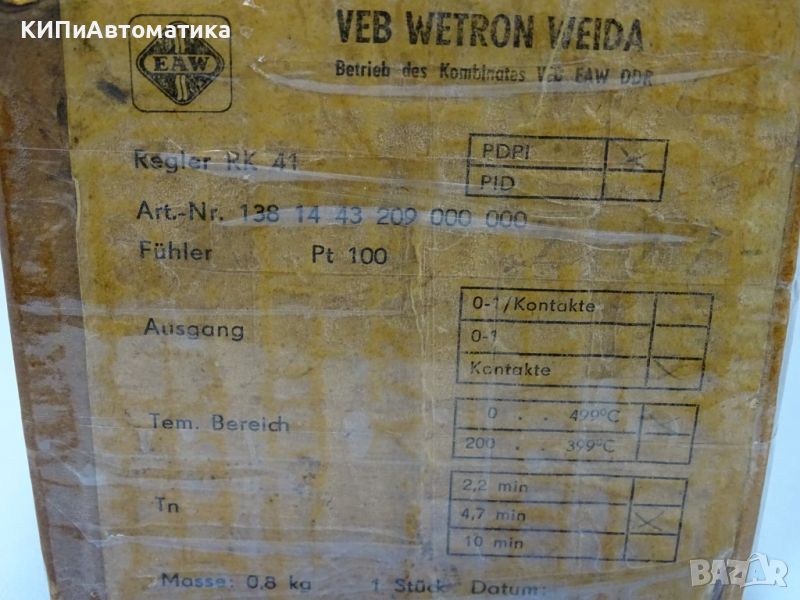 КИПиАвтоматика
EAW
VEB WETRON WEIDA
Betrieb des Kombinates VEB EAW DDR
Regler RK 41
PDPI
PID
Art.-Nr. 138 14 43 209 000 000
Fühler Pt 100
Ausgang
0-1/Kontakte
0-1
Kontakte
Tem. Bereich
0 . . 499°C
200 . . 399°C
Tn
2,2 min
4,7 min
10 min
Masse: 0,8 kg 1 Stück Datum:
BAZAR